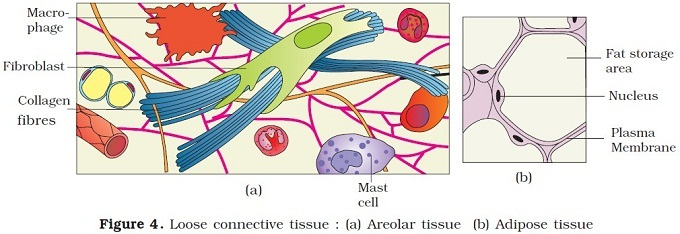 Macro-
phage
Fibroblast
Collagen
fibres
Mast
cell
(a)
Fat storage
area
Nucleus
Plasma
Membrane
(b)
Figure 4. Loose connective tissue : (a) Areolar tissue (b) Adipose tissue